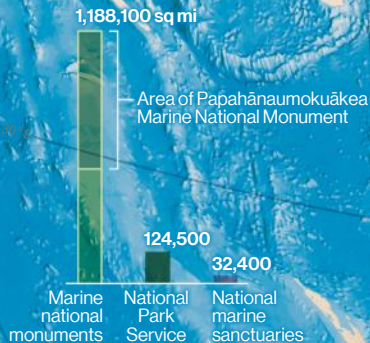 1,188,100 sq mi
Area of Papahānaumokuākea
Marine National Monument
124,500
32,400
Marine
national
monuments
National
Park
Service
National
marine
sanctuaries